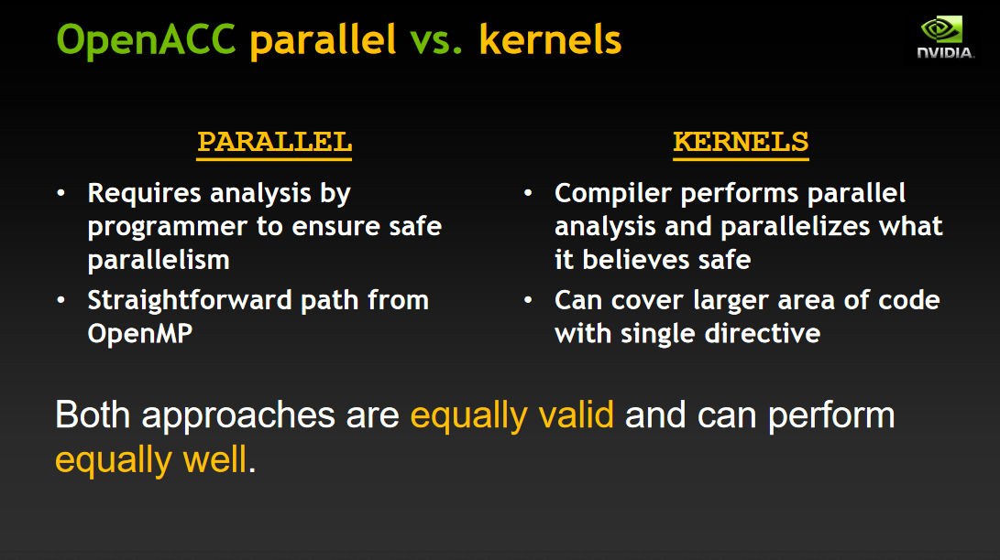 OpenACC parallel vs. kernels
NVIDIA.
PARALLEL
• Requires analysis by
programmer to ensure safe
parallelism
• Straightforward path from
OpenMP
KERNELS
• Compiler performs parallel
analysis and parallelizes what
it believes safe
• Can cover larger area of code
with single directive
Both approaches are equally valid and can perform
equally well.